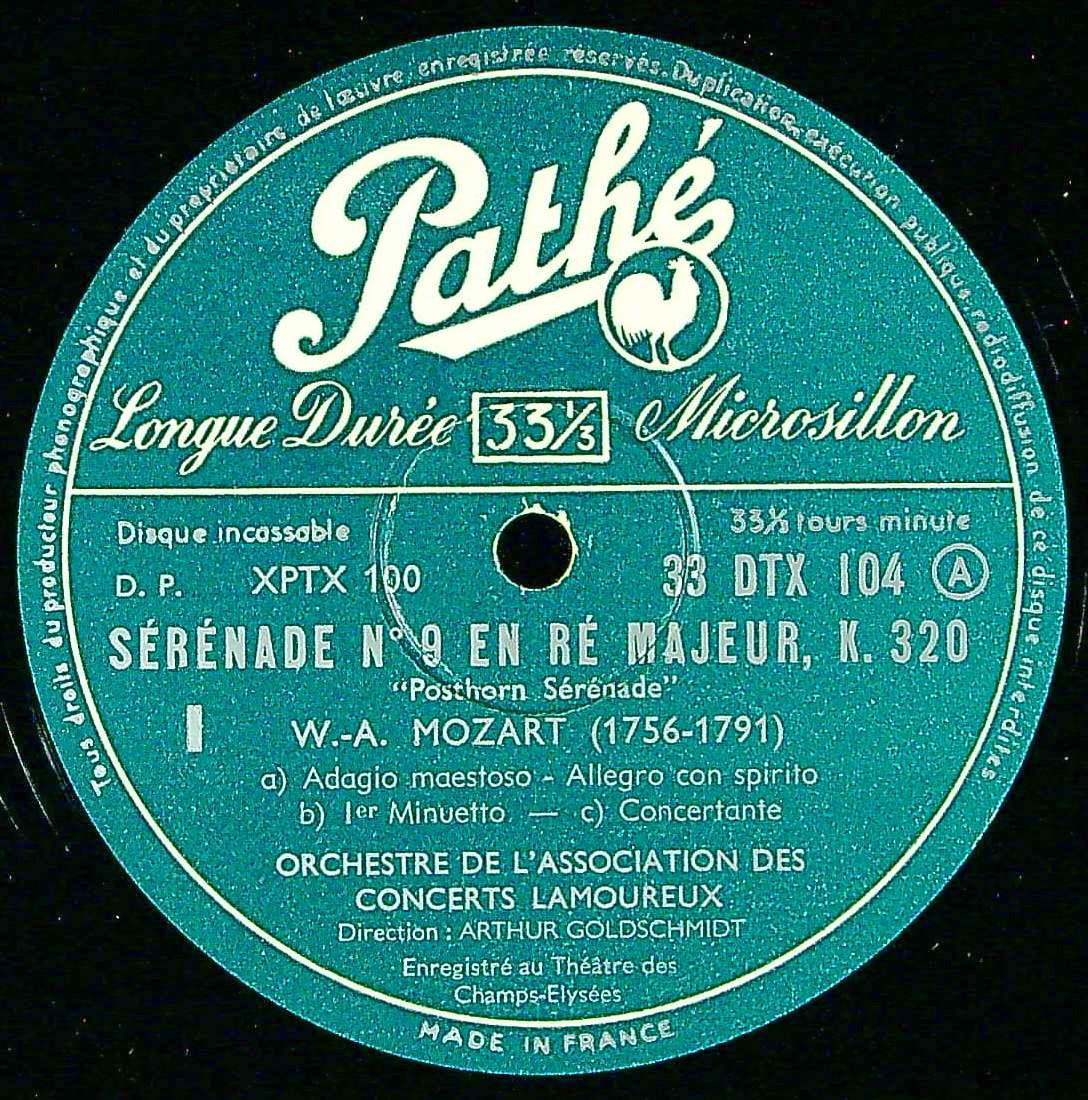 Tous droits du producteur phonographique et du propriétaire de l'œuvre enregistrée réservés. Duplication, exécution publique, radiodiffusion de ce disque interdites
Pathé
Longue Durée 33⅓ Microsillon
Disque incassable 33⅓ tours minute
D. P. XPTX 100 33 DTX 104 A
SÉRÉNADE N° 9 EN RÉ MAJEUR, K. 320
"Posthorn Sérénade"
I W.-A. MOZART (1756-1791)
a) Adagio maestoso - Allegro con spirito
b) 1er Minuetto — c) Concertante
ORCHESTRE DE L'ASSOCIATION DES
CONCERTS LAMOUREUX
Direction : ARTHUR GOLDSCHMIDT
Enregistré au Théâtre des
Champs-Elysées
MADE IN FRANCE